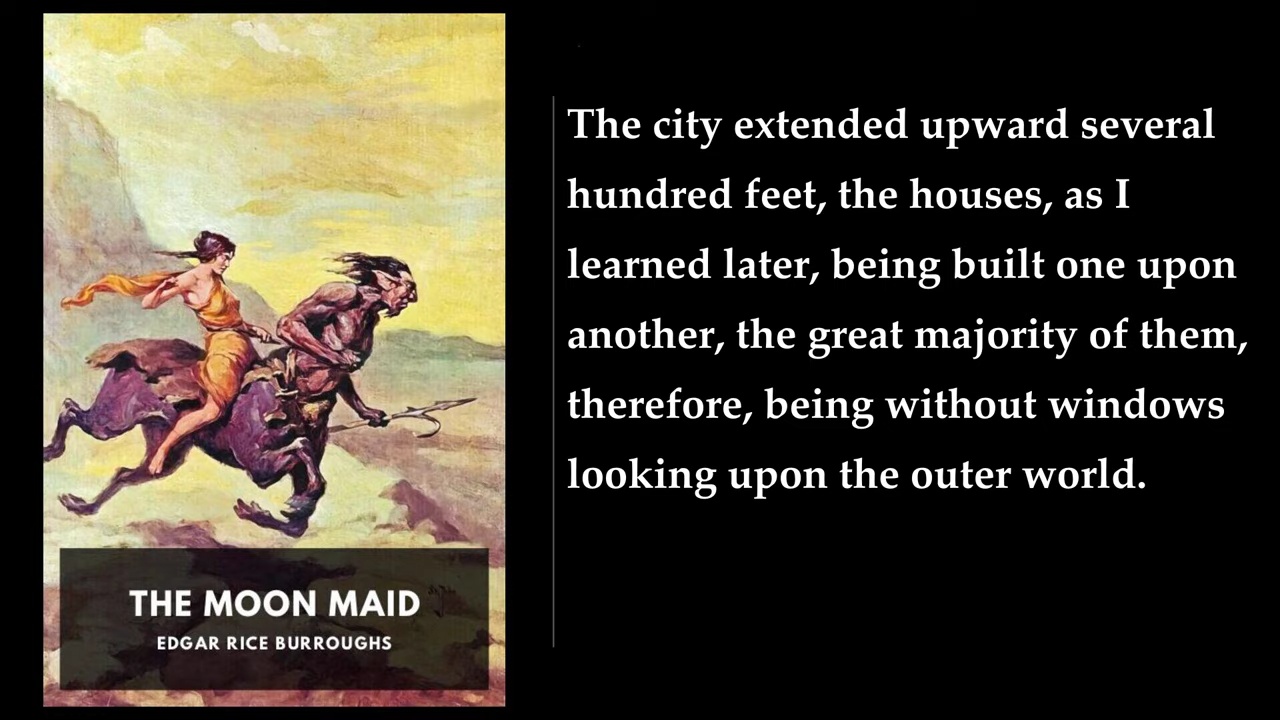 The city extended upward several
hundred feet, the houses, as I
learned later, being built one upon
another, the great majority of them,
therefore, being without windows
looking upon the outer world.
THE MOON MAID
EDGAR RICE BURROUGHS